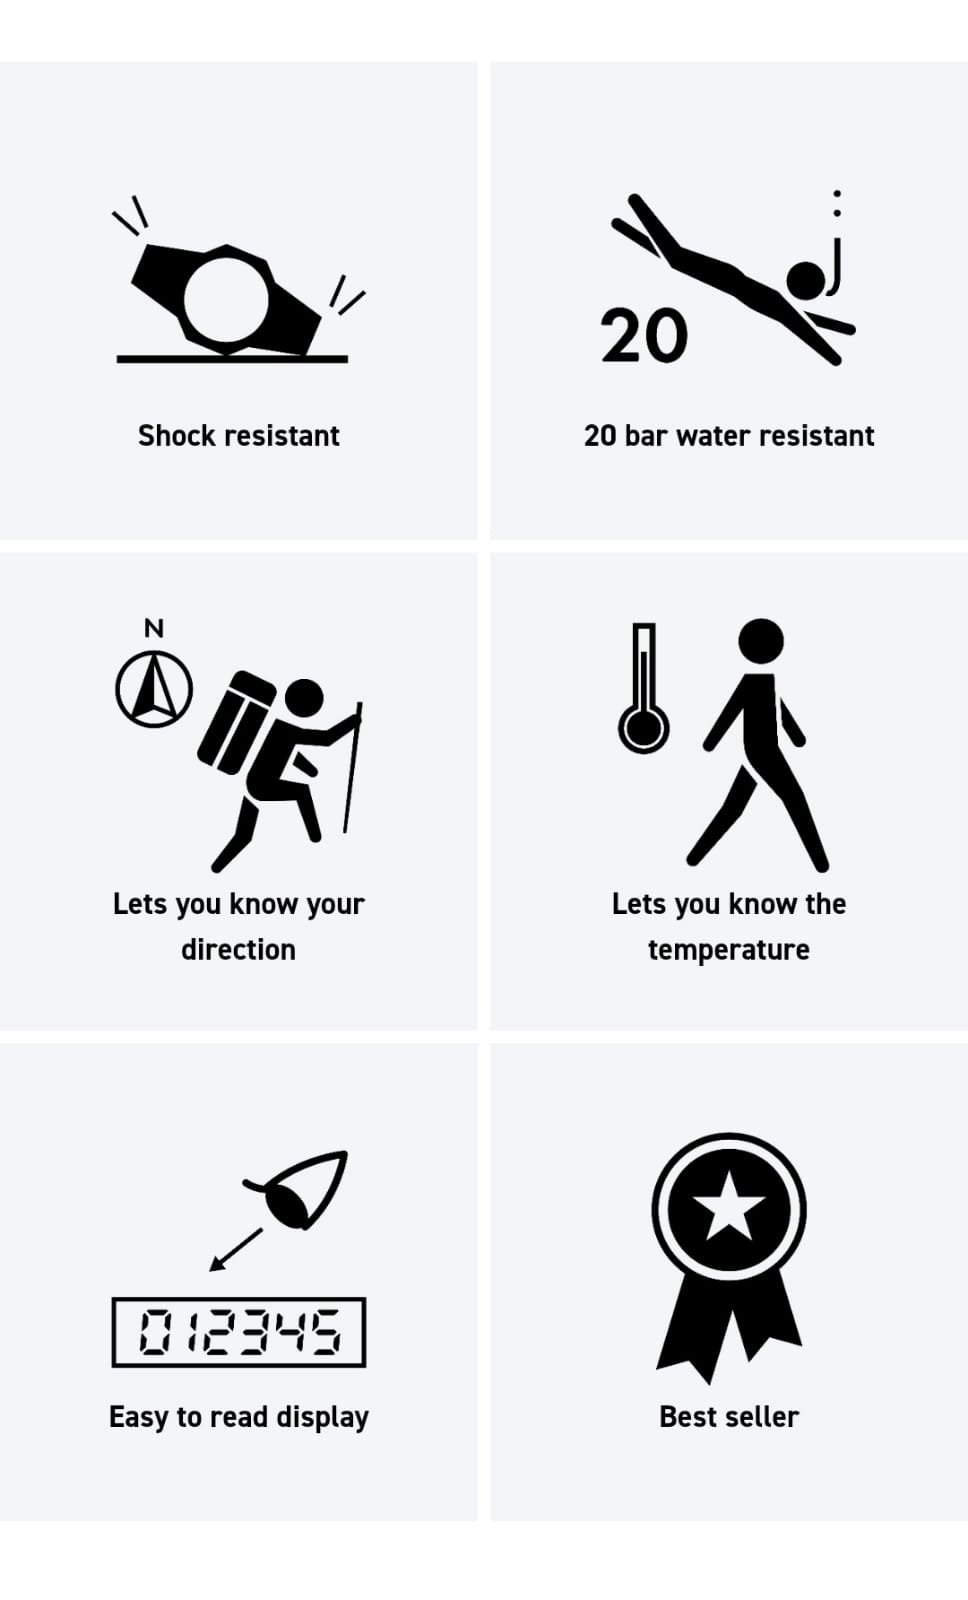 Shock resistant
20
20 bar water resistant
N
Lets you know your
direction
Lets you know the
temperature
012345
Easy to read display
Best seller